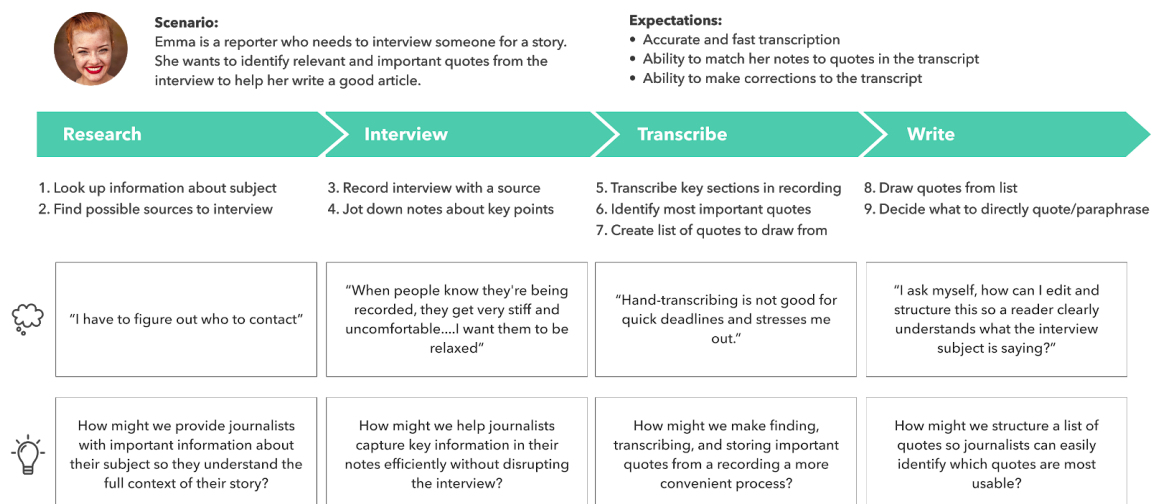 Scenario:
Emma is a reporter who needs to interview someone for a story.
She wants to identify relevant and important quotes from the
interview to help her write a good article.
Expectations:
• Accurate and fast transcription
• Ability to match her notes to quotes in the transcript
• Ability to make corrections to the transcript
Research
Interview
Transcribe
Write
1. Look up information about subject
2. Find possible sources to interview
3. Record interview with a source
4. Jot down notes about key points
5. Transcribe key sections in recording
6. Identify most important quotes
7. Create list of quotes to draw from
8. Draw quotes from list
9. Decide what to directly quote/paraphrase
“I have to figure out who to contact”
“When people know they're being
recorded, they get very stiff and
uncomfortable....I want them to be
relaxed”
“Hand-transcribing is not good for
quick deadlines and stresses me
out.”
“I ask myself, how can I edit and
structure this so a reader clearly
understands what the interview
subject is saying?”
How might we provide journalists
with important information about
their subject so they understand the
full context of their story?
How might we help journalists
capture key information in their
notes efficiently without disrupting
the interview?
How might we make finding,
transcribing, and storing important
quotes from a recording a more
convenient process?
How might we structure a list of
quotes so journalists can easily
identify which quotes are most
usable?